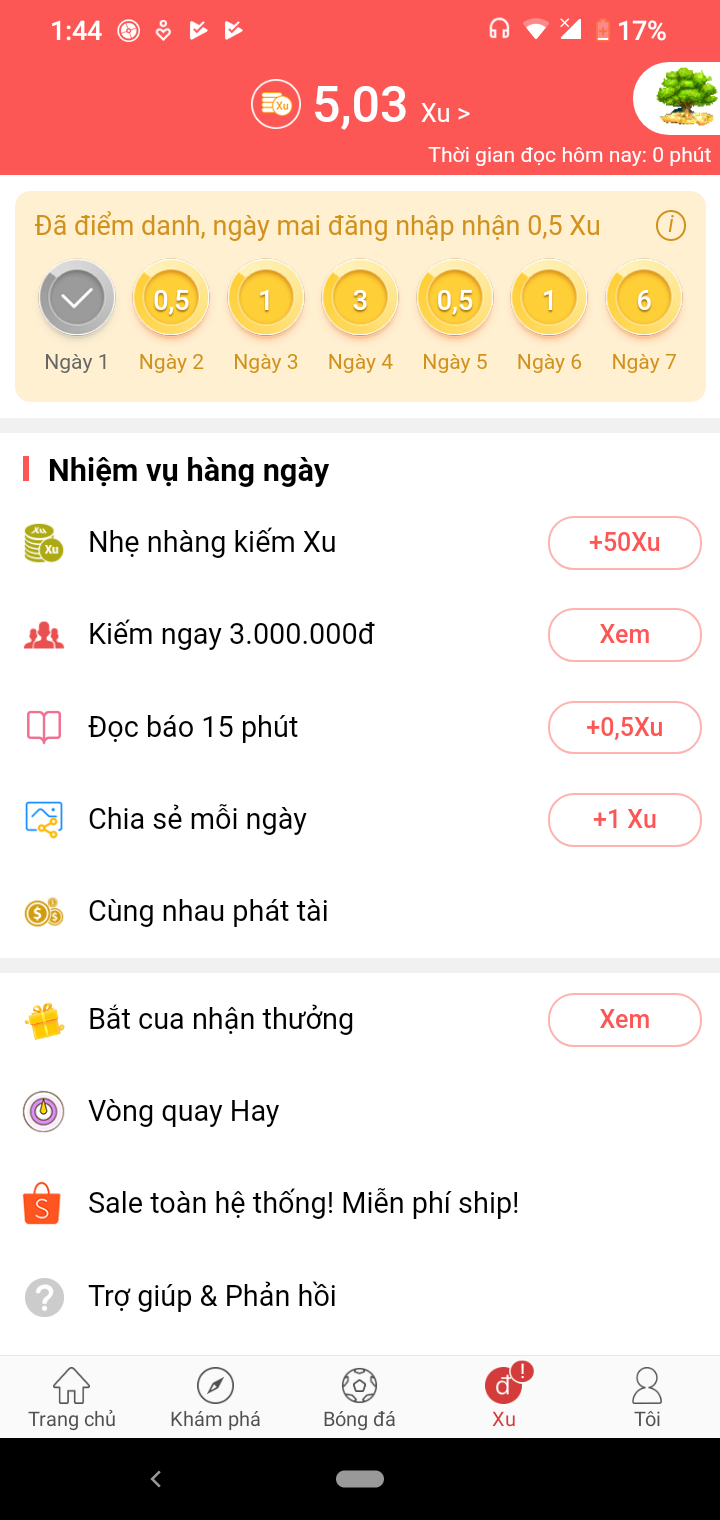 1:44
17%
Xu
5,03 Xu >
Thời gian đọc hôm nay: 0 phút
Đã điểm danh, ngày mai đăng nhập nhận 0,5 Xu
i
0,5 1 3 0,5 1 6
Ngày 1 Ngày 2 Ngày 3 Ngày 4 Ngày 5 Ngày 6 Ngày 7
Nhiệm vụ hàng ngày
Xu
Xu
Nhẹ nhàng kiếm Xu
+50Xu
Kiếm ngay 3.000.000đ
Xem
Đọc báo 15 phút
+0,5Xu
Chia sẻ mỗi ngày
+1 Xu
$ $
Cùng nhau phát tài
Bắt cua nhận thưởng
Xem
Vòng quay Hay
S
Sale toàn hệ thống! Miễn phí ship!
?
Trợ giúp & Phản hồi
đ !
Trang chủ Khám phá Bóng đá Xu Tôi